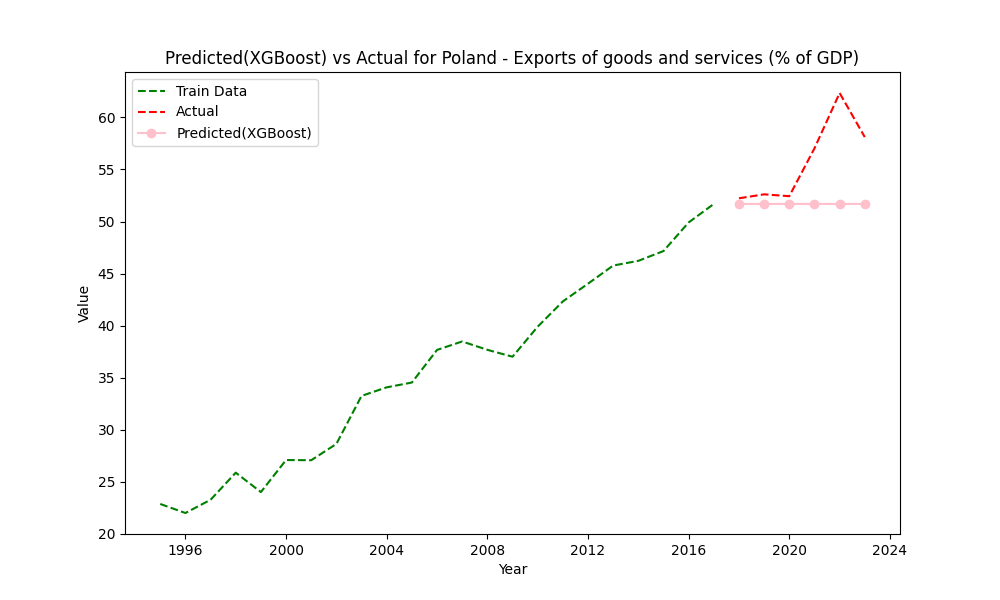 Predicted(XGBoost) vs Actual for Poland - Exports of goods and services (% of GDP)
Train Data
Actual
Predicted(XGBoost)
Value
60
55
50
45
40
35
30
25
20
1996 2000 2004 2008 2012 2016 2020 2024
Year